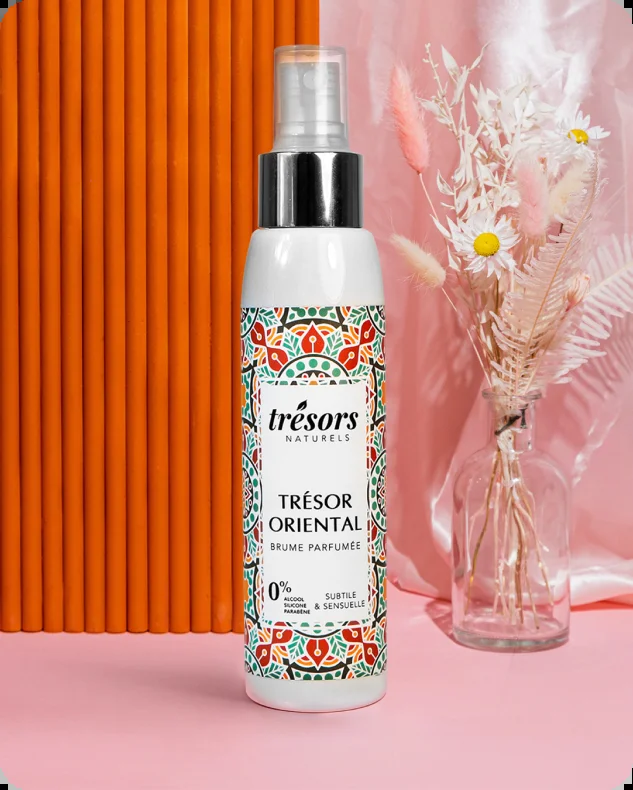 trésors
NATURELS
TRÉSOR
ORIENTAL
BRUME PARFUMÉE
0%
ALCOOL
SILICONE
PARABÈNE
SUBTILE
& SENSUELLE